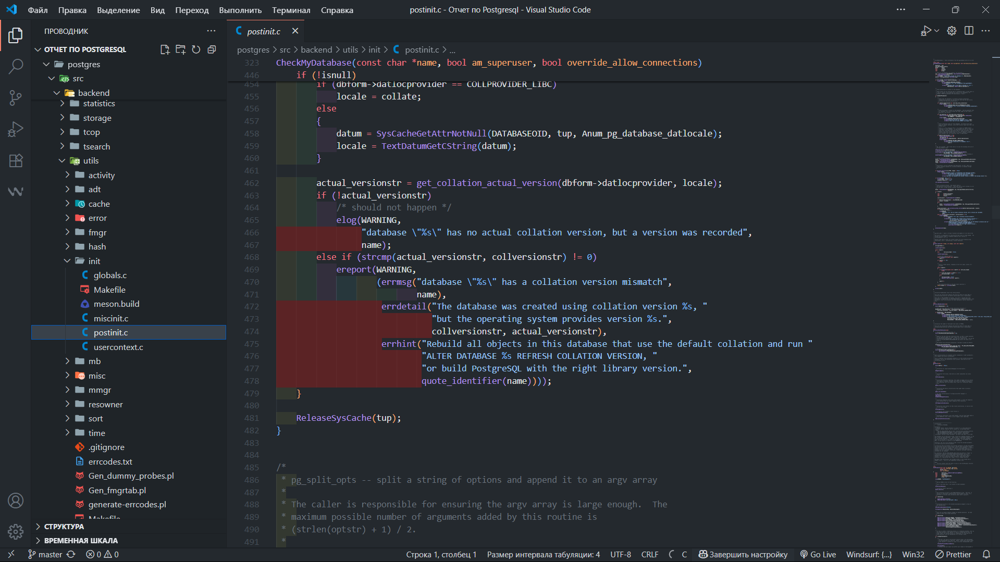 Файл Правка Выделение Вид Переход Выполнить Терминал Справка
postinit.c - Отчет по Postgresql - Visual Studio Code
ПРОВОДНИК
ОТЧЕТ ПО POSTGRESQL
postgres
src
backend
statistics
storage
tcop
tsearch
utils
activity
adt
cache
error
fmgr
hash
init
globals.c
Makefile
meson.build
miscinit.c
postinit.c
usercontext.c
mb
misc
mmgr
resowner
sort
time
.gitignore
errcodes.txt
Gen_dummy_probes.pl
Gen_fmgrtab.pl
generate-errcodes.pl
Makefile
СТРУКТУРА
ВРЕМЕННАЯ ШКАЛА
postinit.c
postgres > src > backend > utils > init > postinit.c > ...
323 CheckMyDatabase(const char *name, bool am_superuser, bool override_allow_connections)
446 if (!isnull)
454 if (dbform->datlocprovider == COLLPROVIDER_LIBC)
455 locale = collate;
456 else
457 {
458 datum = SysCacheGetAttrNotNull(DATABASEOID, tup, Anum_pg_database_datlocale);
459 locale = TextDatumGetCString(datum);
460 }
461
462 actual_versionstr = get_collation_actual_version(dbform->datlocprovider, locale);
463 if (!actual_versionstr)
464 /* should not happen */
465 elog(WARNING,
466 "database \"%s\" has no actual collation version, but a version was recorded",
467 name);
468 else if (strcmp(actual_versionstr, collversionstr) != 0)
469 ereport(WARNING,
470 (errmsg("database \"%s\" has a collation version mismatch",
471 name),
472 errdetail("The database was created using collation version %s, "
473 "but the operating system provides version %s.",
474 collversionstr, actual_versionstr),
475 errhint("Rebuild all objects in this database that use the default collation and run "
476 "ALTER DATABASE %s REFRESH COLLATION VERSION, "
477 "or build PostgreSQL with the right library version.",
478 quote_identifier(name))));
479 }
480
481 ReleaseSysCache(tup);
482 }
483
484
485 /*
486 * pg_split_opts -- split a string of options and append it to an argv array
487 *
488 * The caller is responsible for ensuring the argv array is large enough.  The
489 * maximum possible number of arguments added by this routine is
490 * (strlen(optstr) + 1) / 2.
491 *
master 0 0 Строка 1, столбец 1 Размер интервала табуляции: 4 UTF-8 CRLF C Завершить настройку Go Live Windsurf: {...} Win32 Prettier